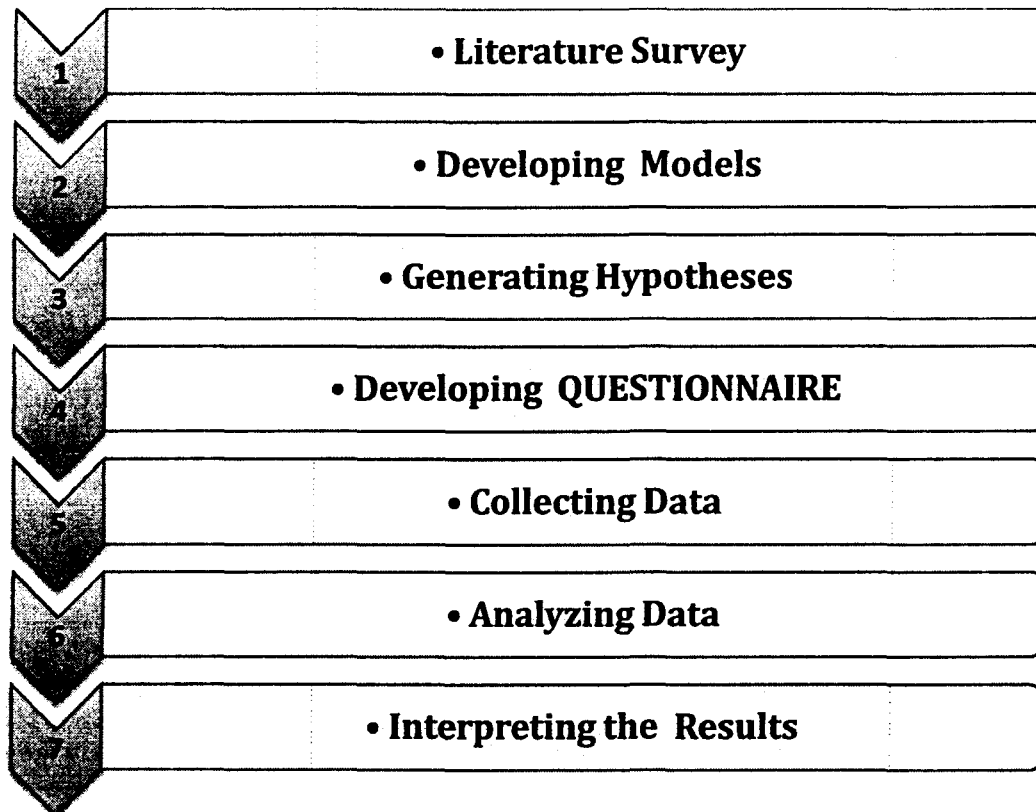 1 • Literature Survey
2 • Developing Models
3 • Generating Hypotheses
4 • Developing QUESTIONNAIRE
5 • Collecting Data
6 • Analyzing Data
7 • Interpreting the Results